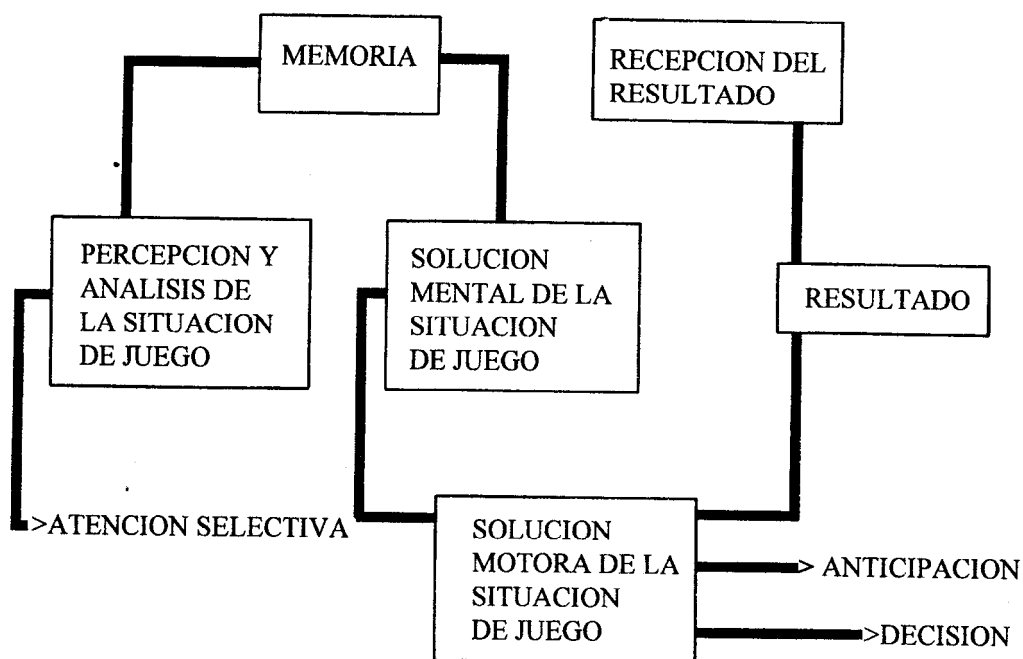 MEMORIA
RECEPCION DEL
RESULTADO
PERCEPCION Y
ANALISIS DE
LA SITUACION
DE JUEGO
SOLUCION
MENTAL DE LA
SITUACION
DE JUEGO
RESULTADO
>ATENCION SELECTIVA
SOLUCION
MOTORA DE LA
SITUACION
DE JUEGO
> ANTICIPACION
>DECISION